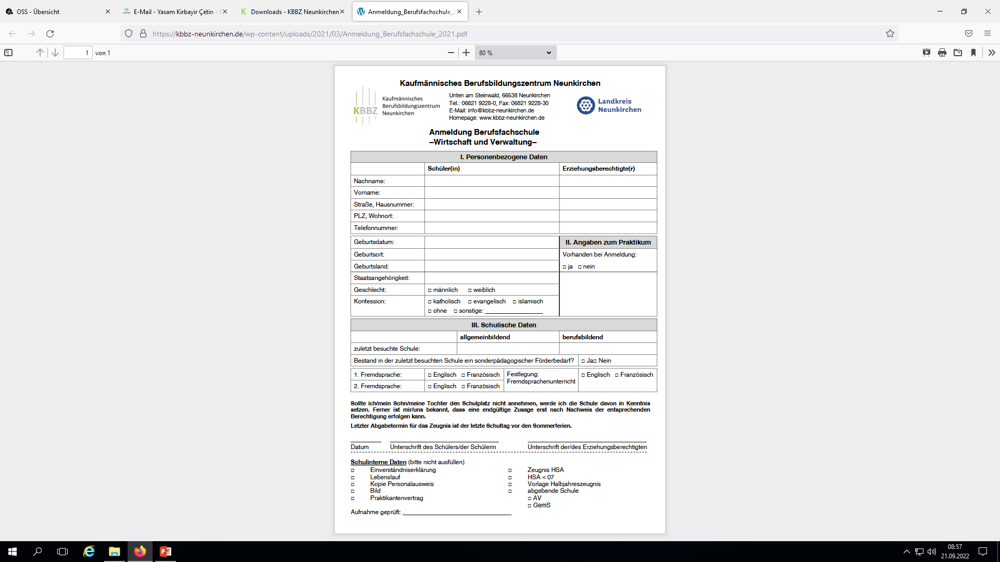 OSS - Übersicht
E-Mail - Yasam Kirbayir Çetin -
Downloads - KBBZ Neunkirchen
Anmeldung_Berufsfachschule_
https://kbbz-neunkirchen.de/wp-content/uploads/2021/03/Anmeldung_Berufsfachschule_2021.pdf
1 von 1
80 %
Kaufmännisches Berufsbildungszentrum Neunkirchen
KBBZ
Kaufmännisches
Berufsbildungszentrum
Neunkirchen
Unten am Steinwald, 66538 Neunkirchen
Tel.: 06821 9228-0, Fax: 06821 9228-30
E-Mail: info@kbbz-neunkirchen.de
Homepage: www.kbbz-neunkirchen.de
Landkreis
Neunkirchen
Anmeldung Berufsfachschule
–Wirtschaft und Verwaltung–
I. Personenbezogene Daten
Schüler(in) Erziehungsberechtigte(r)
Nachname:
Vorname:
Straße, Hausnummer:
PLZ, Wohnort:
Telefonnummer:
Geburtsdatum:
II. Angaben zum Praktikum
Geburtsort:
Vorhanden bei Anmeldung:
Geburtsland:
□ ja □ nein
Staatsangehörigkeit:
Geschlecht: □ männlich □ weiblich
Konfession: □ katholisch □ evangelisch □ islamisch
□ ohne □ sonstige: __________________
III. Schulische Daten
allgemeinbildend berufsbildend
zuletzt besuchte Schule:
Bestand in der zuletzt besuchten Schule ein sonderpädagogischer Förderbedarf? □ Ja□ Nein
1. Fremdsprache: □ Englisch □ Französisch
Festlegung:
Fremdsprachenunterricht
□ Englisch □ Französisch
2. Fremdsprache: □ Englisch □ Französisch
Sollte ich/mein Sohn/meine Tochter den Schulplatz nicht annehmen, werde ich die Schule davon in Kenntnis
setzen. Ferner ist mir/uns bekannt, dass eine endgültige Zusage erst nach Nachweis der entsprechenden
Berechtigung erfolgen kann.
Letzter Abgabetermin für das Zeugnis ist der letzte Schultag vor den Sommerferien.
Datum Unterschrift des Schülers/der Schülerin Unterschrift der/des Erziehungsberechtigten
Schulinterne Daten (bitte nicht ausfüllen)
□ Einverständniserklärung □ Zeugnis HSA
□ Lebenslauf □ HSA < 07
□ Kopie Personalausweis □ Vorlage Halbjahreszeugnis
□ Bild □ abgebende Schule
□ Praktikantenvertrag □ AV
□ GemS
Aufnahme geprüft: __________________________________
08:57
21.09.2022